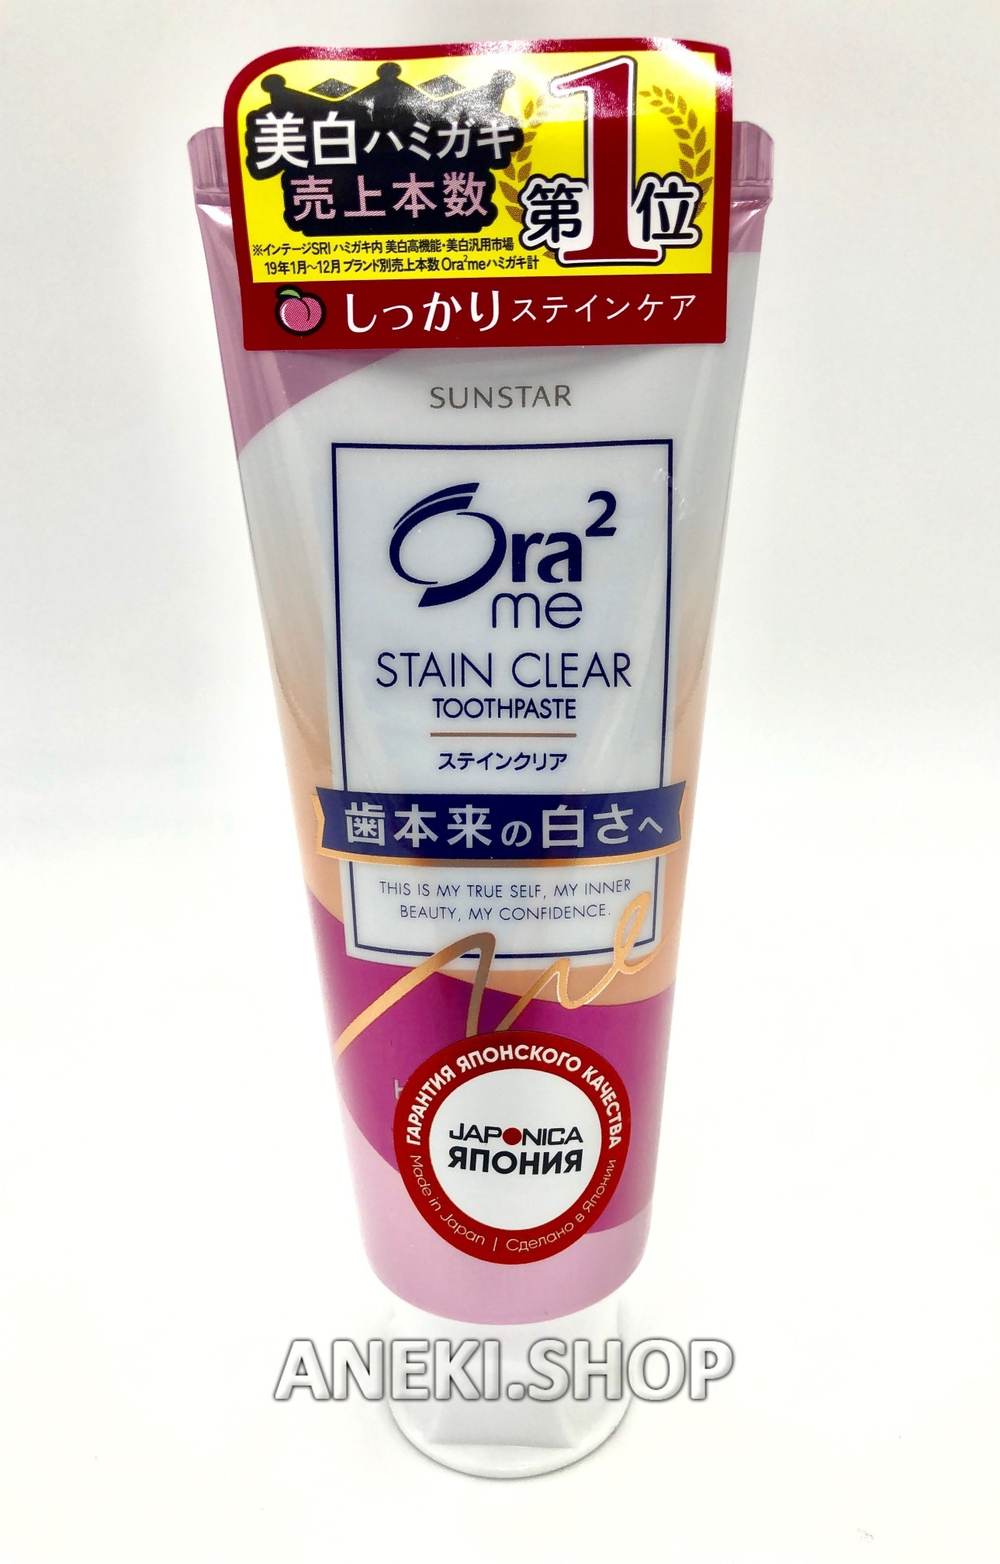 美白ハミガキ
売上本数
第1位
※インテージSRI ハミガキ内 美白高機能・美白汎用市場
19年1月〜12月 ブランド別売上本数 Ora²meハミガキ計
しっかりステインケア
SUNSTAR
Ora²
me
STAIN CLEAR
TOOTHPASTE
ステインクリア
歯本来の白さへ
THIS IS MY TRUE SELF, MY INNER
BEAUTY, MY CONFIDENCE.
Me
ГАРАНТИЯ ЯПОНСКОГО КАЧЕСТВА
JAPONICA
ЯПОНИЯ
Made in Japan | Сделано в Японии
ANEKI.SHOP